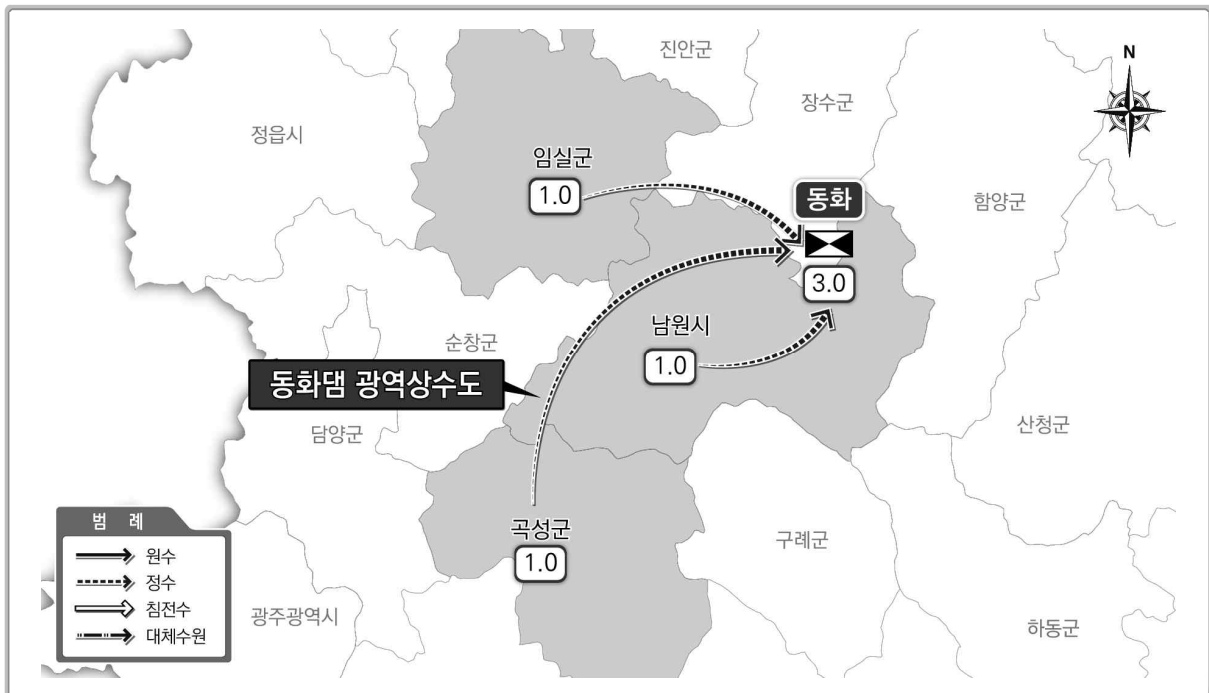 진안군
N
장수군
정읍시
임실군
1.0
동화
함양군
3.0
남원시
1.0
순창군
동화댐 광역상수도
담양군
산청군
곡성군
1.0
구례군
범 례
원수
정수
침전수
대체수원
광주광역시
하동군